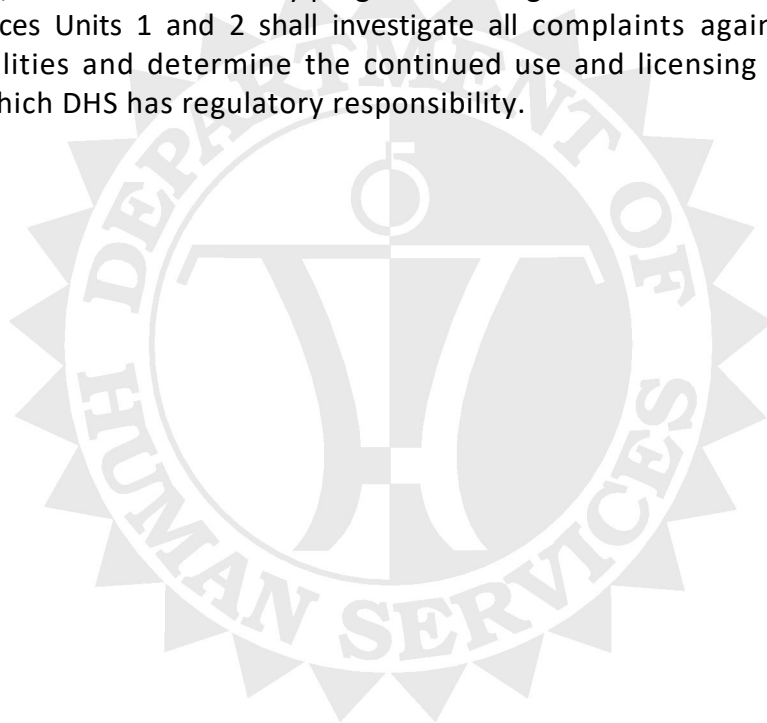 ces Units 1 and 2 shall investigate all complaints again
lities and determine the continued use and licensing
hich DHS has regulatory responsibility.
DEPARTMENT OF
HUMAN SERVICES